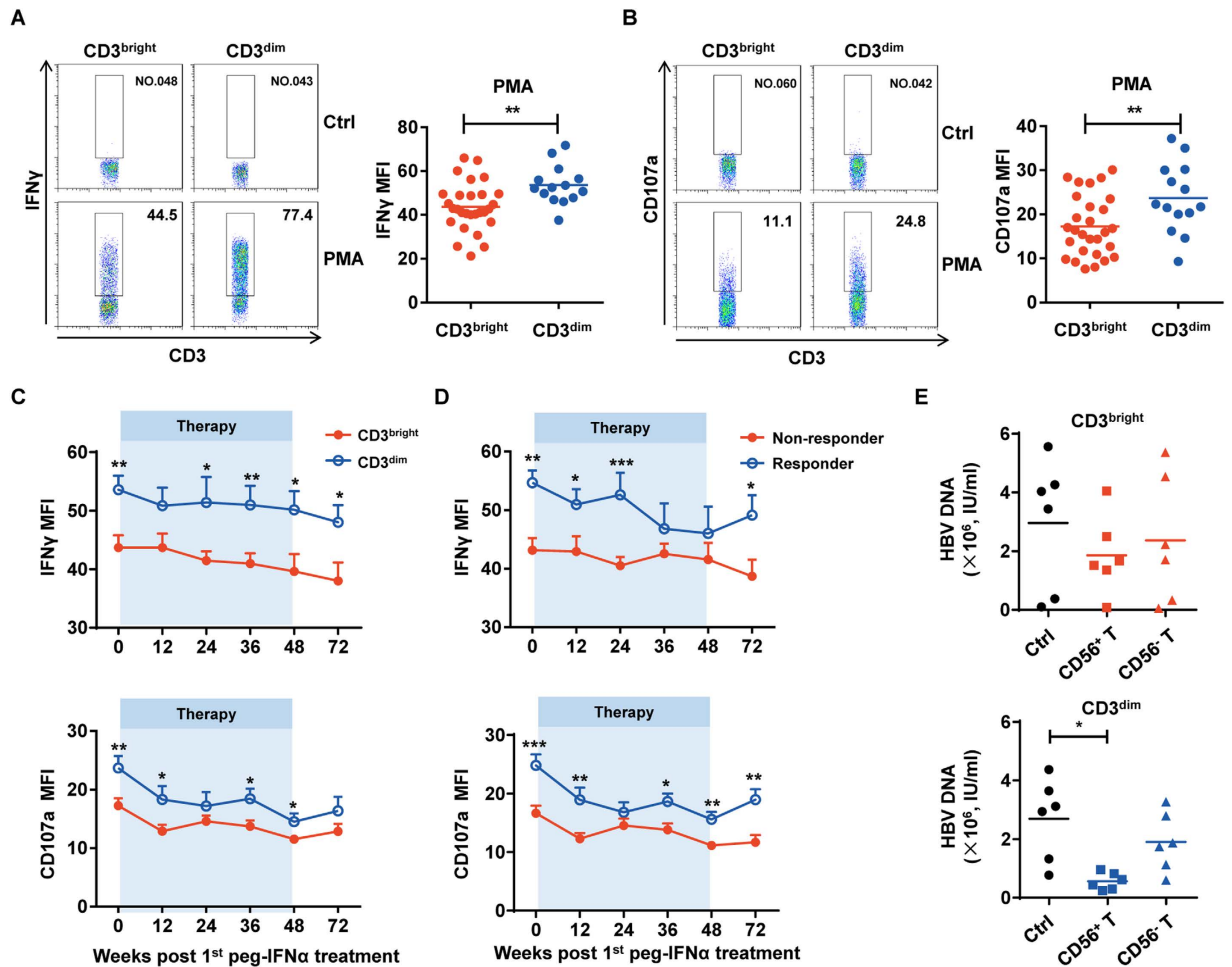 A
CD3bright
CD3dim
NO.048
NO.043
Ctrl
IFNγ
44.5
77.4
PMA
CD3
PMA
**
IFNγ MFI
80
60
40
20
0
CD3bright
CD3dim
B
CD3bright
CD3dim
NO.060
NO.042
Ctrl
CD107a
11.1
24.8
PMA
CD3
PMA
**
CD107a MFI
40
30
20
10
0
CD3bright
CD3dim
C
Therapy
CD3bright
CD3dim
IFNγ MFI
60
50
40
30
** * ** * *
0 12 24 36 48 72
Therapy
CD107a MFI
30
20
10
0
** * * *
0 12 24 36 48 72
Weeks post 1st peg-IFNα treatment
D
Therapy
Non-responder
Responder
IFNγ MFI
60
50
40
30
** * *** *
0 12 24 36 48 72
Therapy
CD107a MFI
30
20
10
0
*** ** * ** **
0 12 24 36 48 72
Weeks post 1st peg-IFNα treatment
E
CD3bright
HBV DNA
(×10⁶, IU/ml)
6
4
2
0
Ctrl
CD56⁺ T
CD56⁻ T
CD3dim
*
HBV DNA
(×10⁶, IU/ml)
6
4
2
0
Ctrl
CD56⁺ T
CD56⁻ T